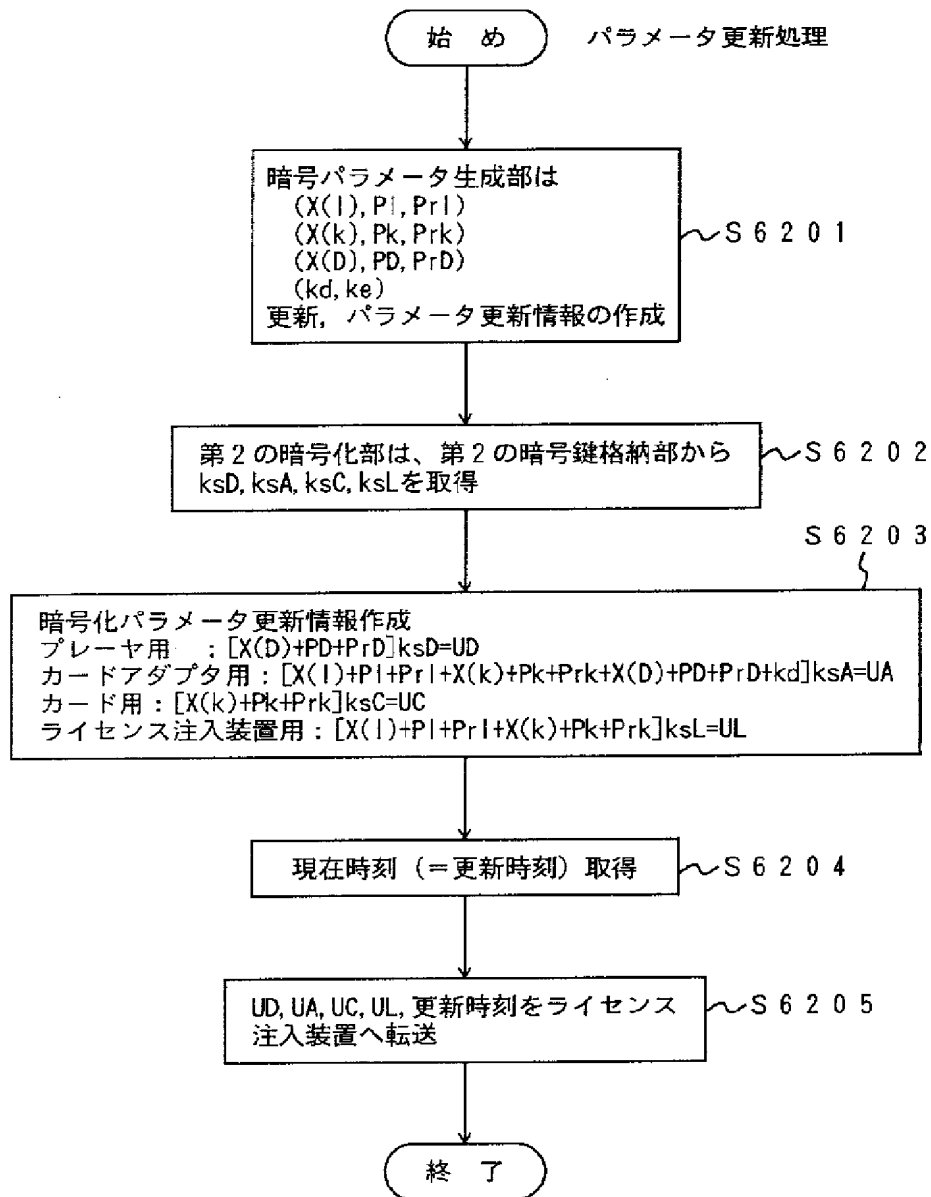 始 め
パラメータ更新処理
暗号パラメータ生成部は
(X(l), Pl, Prl)
(X(k), Pk, Prk)
(X(D), PD, PrD)
(kd, ke)
更新, パラメータ更新情報の作成
S6201
第2の暗号化部は、第2の暗号鍵格納部から
ksD, ksA, ksC, ksLを取得
S6202
S6203
暗号化パラメータ更新情報作成
プレーヤ用 : [X(D)+PD+PrD]ksD=UD
カードアダプタ用 : [X(l)+Pl+Prl+X(k)+Pk+Prk+X(D)+PD+PrD+kd]ksA=UA
カード用 : [X(k)+Pk+Prk]ksC=UC
ライセンス注入装置用 : [X(l)+Pl+Prl+X(k)+Pk+Prk]ksL=UL
現在時刻 (=更新時刻) 取得
S6204
UD, UA, UC, UL, 更新時刻をライセンス
注入装置へ転送
S6205
終 了